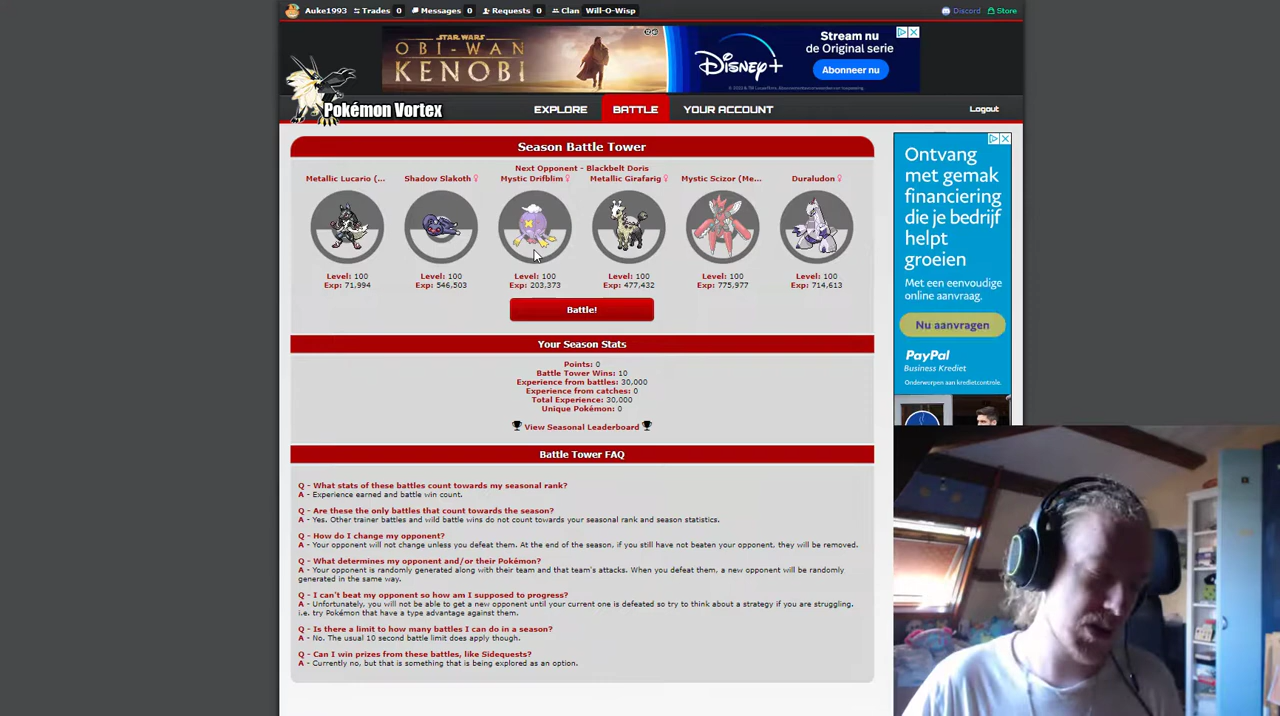 Auke1993 Trades 0 Messages 0 Requests 0 Clan Will-O-Wisp Discord Store
STAR WARS
OBI-WAN
KENOBI
Disney+
Stream nu
de Original serie
Abonneer nu
Pokémon Vortex
EXPLORE BATTLE YOUR ACCOUNT Logout
Season Battle Tower
Next Opponent - Blackbelt Doris
Metallic Lucario (... Shadow Slakoth ♀ Mystic Drifblim ♀ Metallic Girafarig ♀ Mystic Scizor (Me... Duraludon ♀
Level: 100 Level: 100 Level: 100 Level: 100 Level: 100 Level: 100
Exp: 71,994 Exp: 546,503 Exp: 203,373 Exp: 477,432 Exp: 775,977 Exp: 714,613
Battle!
Your Season Stats
Points: 0
Battle Tower Wins: 10
Experience from battles: 30,000
Experience from catches: 0
Total Experience: 30,000
Unique Pokémon: 0
View Seasonal Leaderboard
Battle Tower FAQ
Q - What stats of these battles count towards my seasonal rank?
A - Experience earned and battle win count.
Q - Are these the only battles that count towards the season?
A - Yes. Other trainer battles and wild battle wins do not count towards your seasonal rank and season statistics.
Q - How do I change my opponent?
A - Your opponent will not change unless you defeat them. At the end of the season, if you still have not beaten your opponent, they will be removed.
Q - What determines my opponent and/or their Pokémon?
A - Your opponent is randomly generated along with their team and that team's attacks. When you defeat them, a new opponent will be randomly
generated in the same way.
Q - I can't beat my opponent so how am I supposed to progress?
A - Unfortunately, you will not be able to get a new opponent until your current one is defeated so try to think about a strategy if you are struggling.
i.e. try Pokémon that have a type advantage against them.
Q - Is there a limit to how many battles I can do in a season?
A - No. The usual 10 second battle limit does apply though.
Q - Can I win prizes from these battles, like Sidequests?
A - Currently no, but that is something that is being explored as an option.
Ontvang
met gemak
financiering
die je bedrijf
helpt
groeien
Met een eenvoudige
online aanvraag.
Nu aanvragen
PayPal
Business Krediet
Onderworpen aan kredietcontrole.